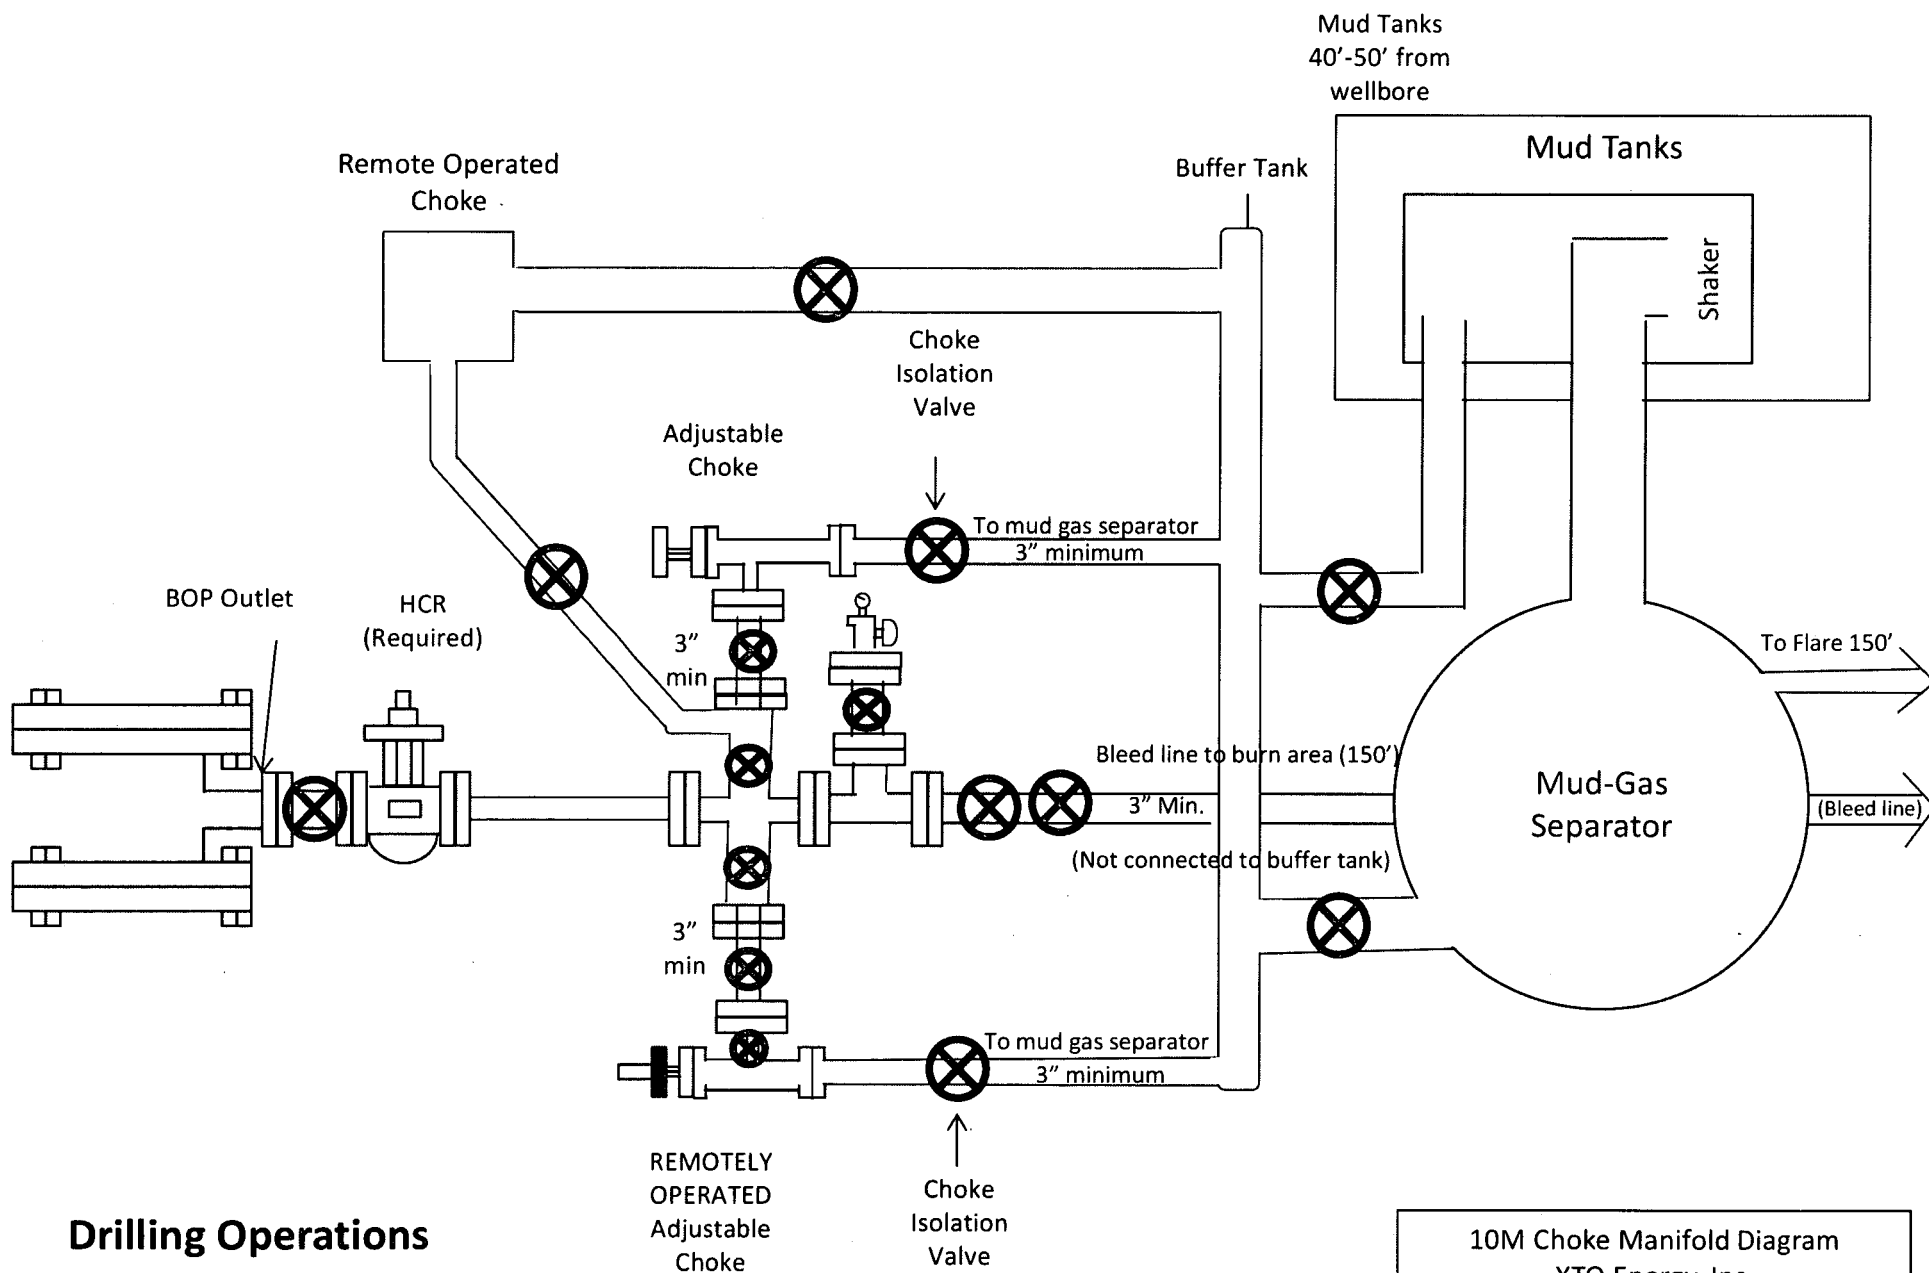 Mud Tanks
40'-50' from
wellbore
Mud Tanks
Remote Operated
Choke
Buffer Tank
Shaker
Choke
Isolation
Valve
Adjustable
Choke
To mud gas separator
3" minimum
BOP Outlet
HCR
(Required)
3"
min
To Flare 150'
Bleed line to burn area (150')
3" Min.
Mud-Gas
Separator
(Bleed line)
(Not connected to buffer tank)
3"
min
To mud gas separator
3" minimum
REMOTELY
OPERATED
Adjustable
Choke
Choke
Isolation
Valve
Drilling Operations
10M Choke Manifold Diagram
XTO Energy, Inc.